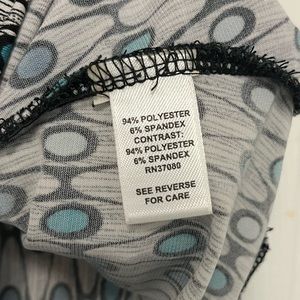 94% POLYESTER
6% SPANDEX
CONTRAST:
94% POLYESTER
6% SPANDEX
RN37080
SEE REVERSE
FOR CARE